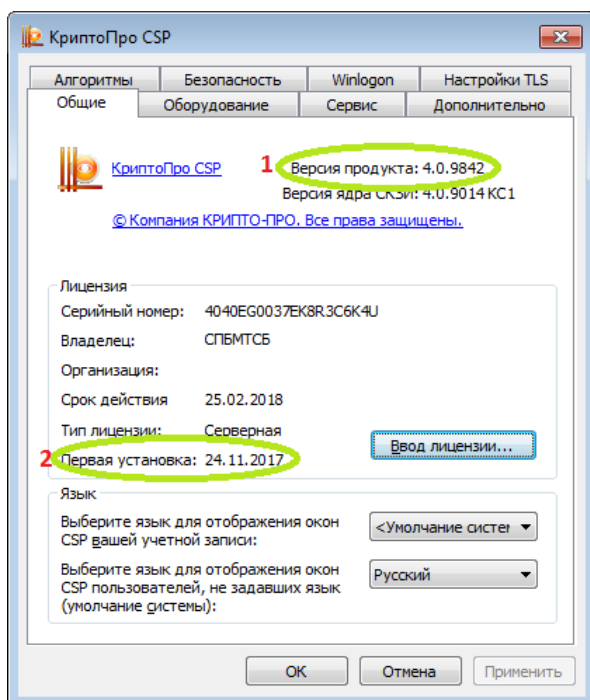 КриптоПро CSP
Алгоритмы Безопасность Winlogon Настройки TLS
Общие Оборудование Сервис Дополнительно
КриптоПро CSP 1 Версия продукта: 4.0.9842
Версия ядра СКЗИ: 4.0.9014 КС1
© Компания КРИПТО-ПРО. Все права защищены.
Лицензия
Серийный номер: 4040EG0037EK8R3C6K4U
Владелец: СПБМТСБ
Организация:
Срок действия 25.02.2018
Тип лицензии: Серверная
2 Первая установка: 24.11.2017
Ввод лицензии...
Язык
Выберите язык для отображения окон
CSP вашей учетной записи:
<Умолчание систег
Выберите язык для отображения окон
CSP пользователей, не задавших язык
(умолчание системы):
Русский
OK Отмена Применить